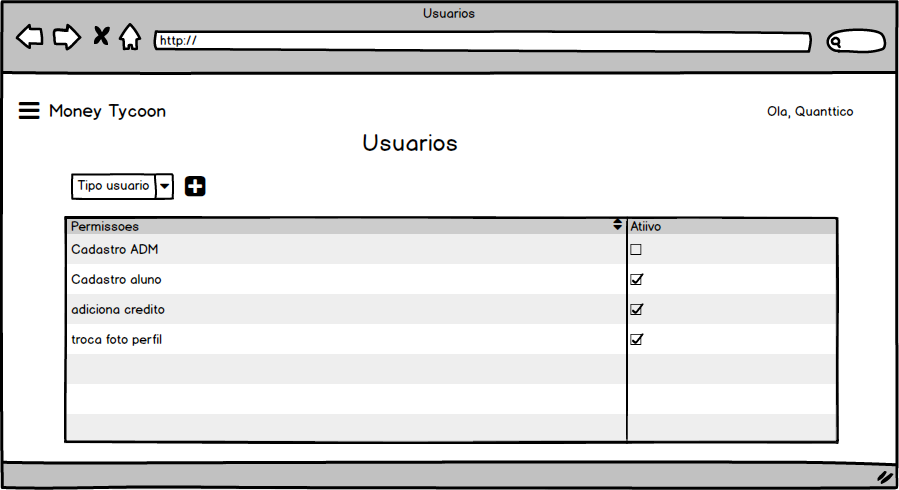 Usuarios
http://
Money Tycoon
Ola, Quanttico
Usuarios
Tipo usuario
Permissoes Atiivo
Cadastro ADM
Cadastro aluno
adiciona credito
troca foto perfil